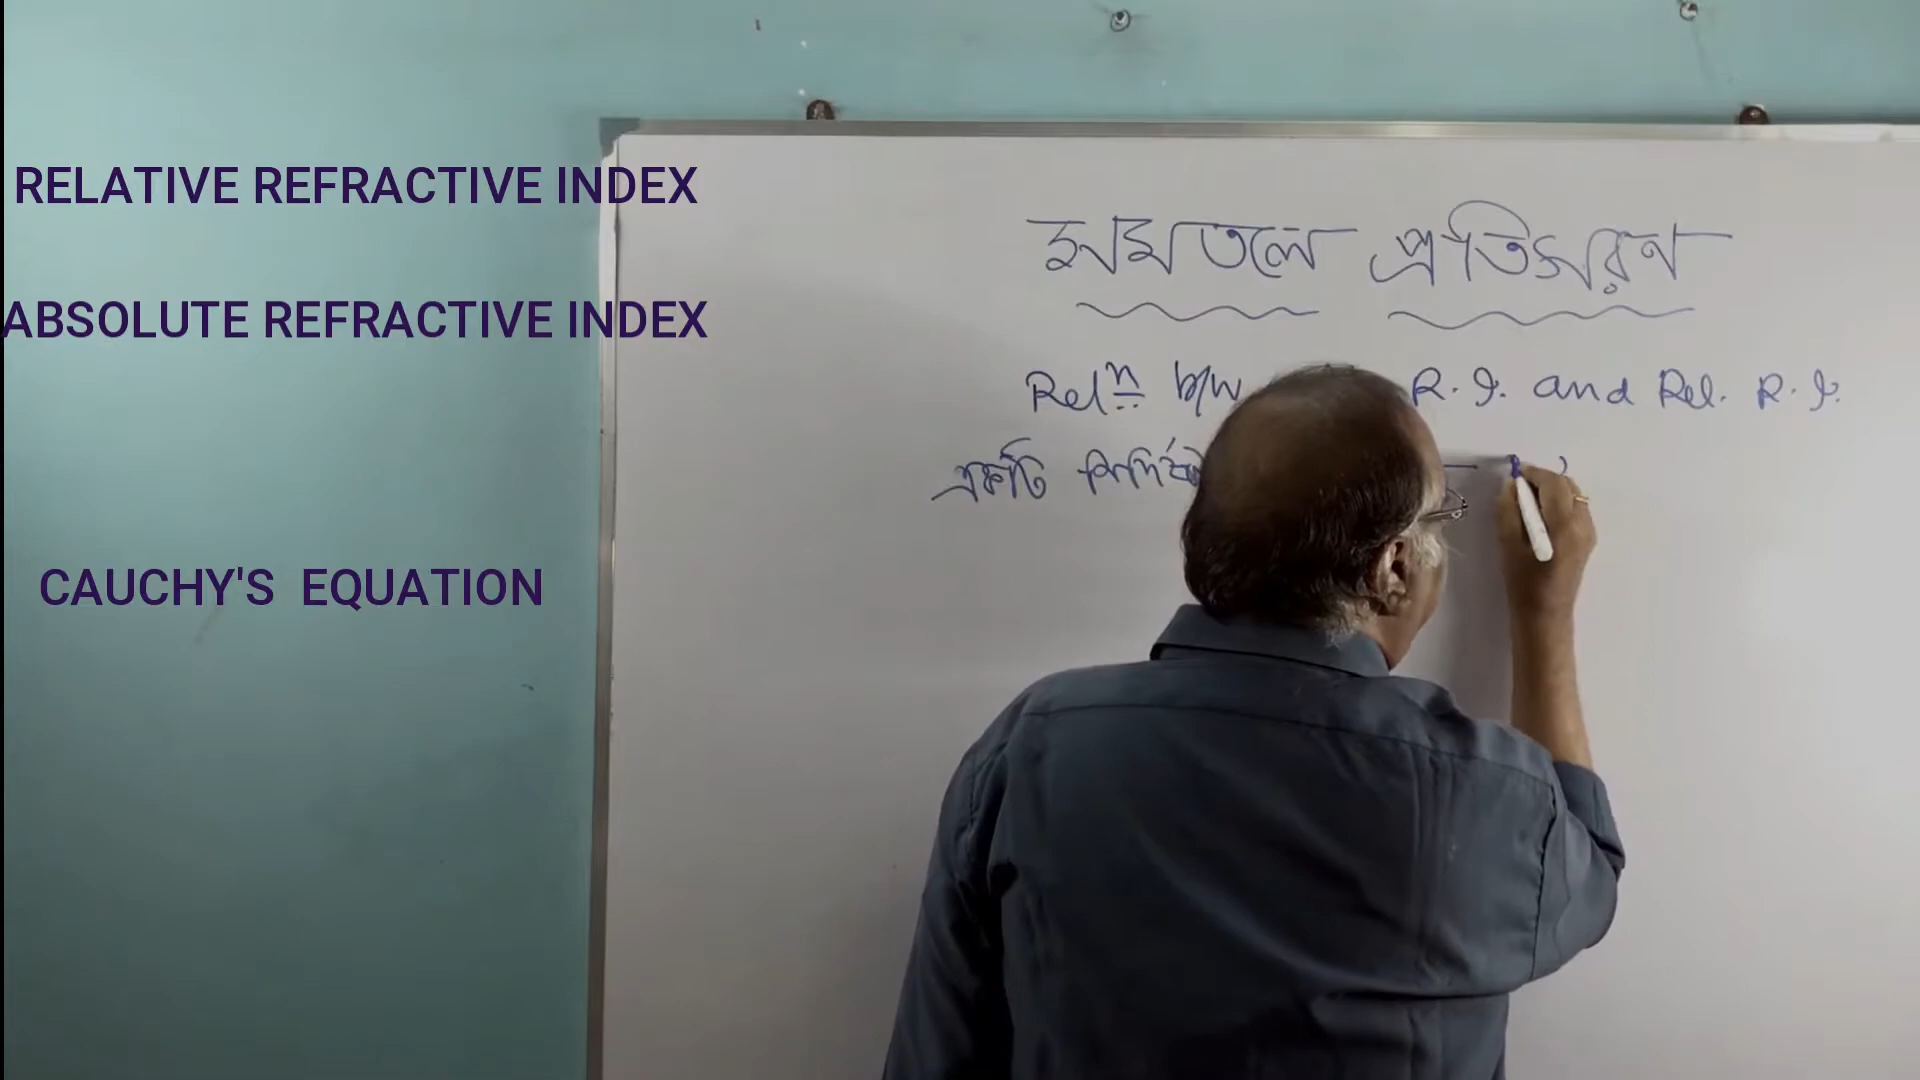 RELATIVE REFRACTIVE INDEX
ABSOLUTE REFRACTIVE INDEX
CAUCHY'S EQUATION
সমতলে প্রতিসরণ
Relⁿ b/w R.I. and Rel. R.I.
একটি নির্দিষ্ট